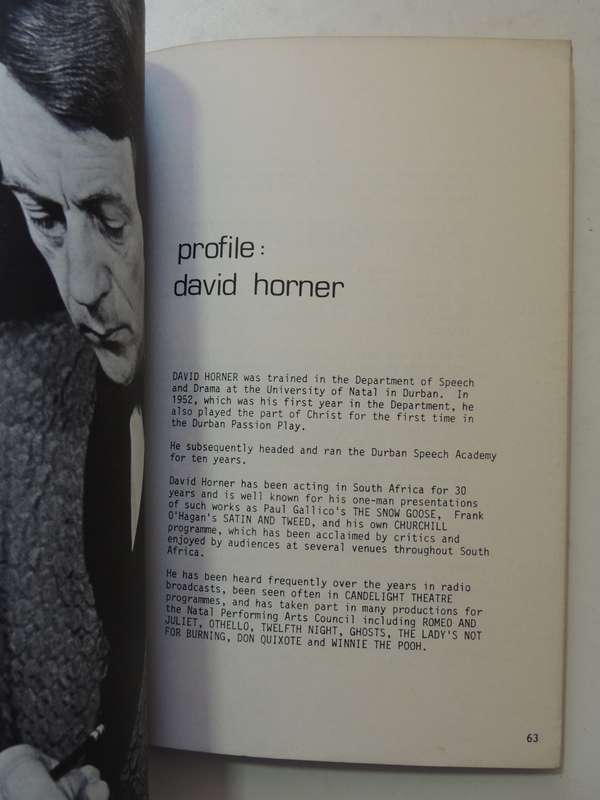 profile:
david horner
DAVID HORNER was trained in the Department of Speech
and Drama at the University of Natal in Durban. In
1952, which was his first year in the Department, he
also played the part of Christ for the first time in
the Durban Passion Play.
He subsequently headed and ran the Durban Speech Academy
for ten years.
David Horner has been acting in South Africa for 30
years and is well known for his one-man presentations
of such works as Paul Gallico's THE SNOW GOOSE, Frank
O'Hagan's SATIN AND TWEED, and his own CHURCHILL
programme, which has been acclaimed by critics and
enjoyed by audiences at several venues throughout South
Africa.
He has been heard frequently over the years in radio
broadcasts, been seen often in CANDELIGHT THEATRE
programmes, and has taken part in many productions for
the Natal Performing Arts Council including ROMEO AND
JULIET, OTHELLO, TWELFTH NIGHT, GHOSTS, THE LADY'S NOT
FOR BURNING, DON QUIXOTE and WINNIE THE POOH.
63